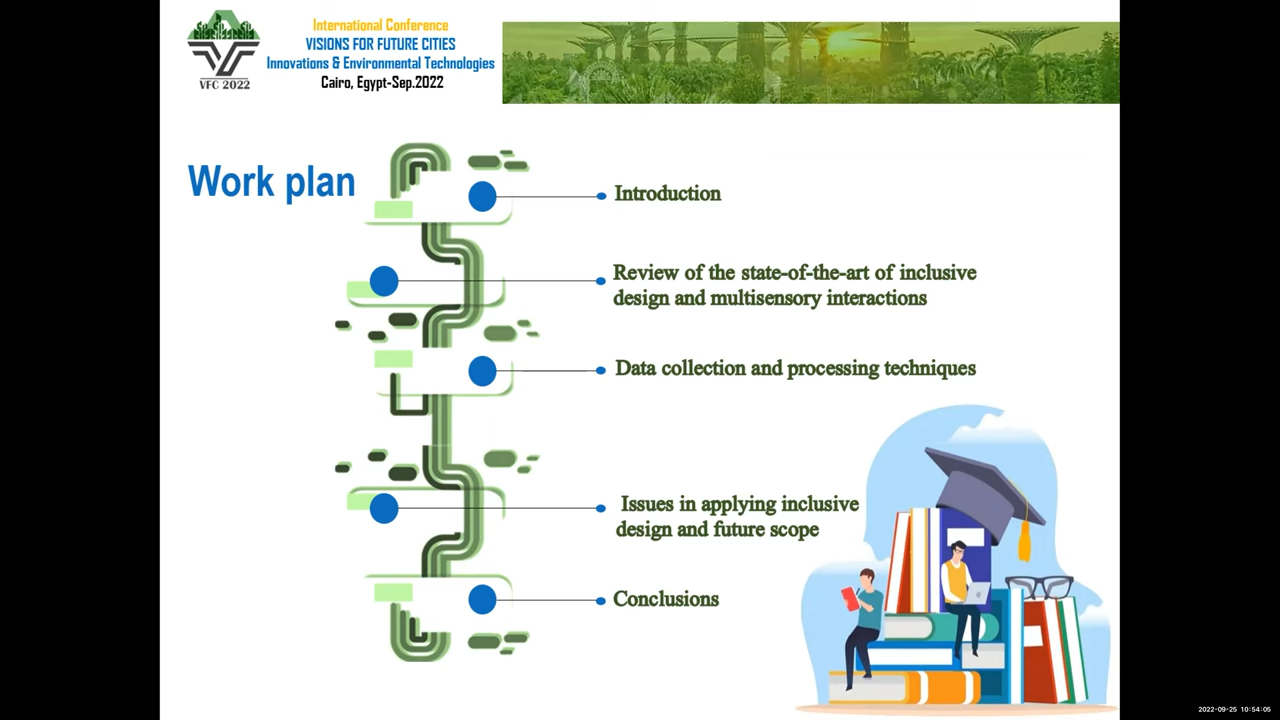 International Conference
VISIONS FOR FUTURE CITIES
Innovations & Environmental Technologies
Cairo, Egypt-Sep.2022
VFC 2022
Work plan
Introduction
Review of the state-of-the-art of inclusive
design and multisensory interactions
Data collection and processing techniques
Issues in applying inclusive
design and future scope
Conclusions
2022-09-25 10:54:05